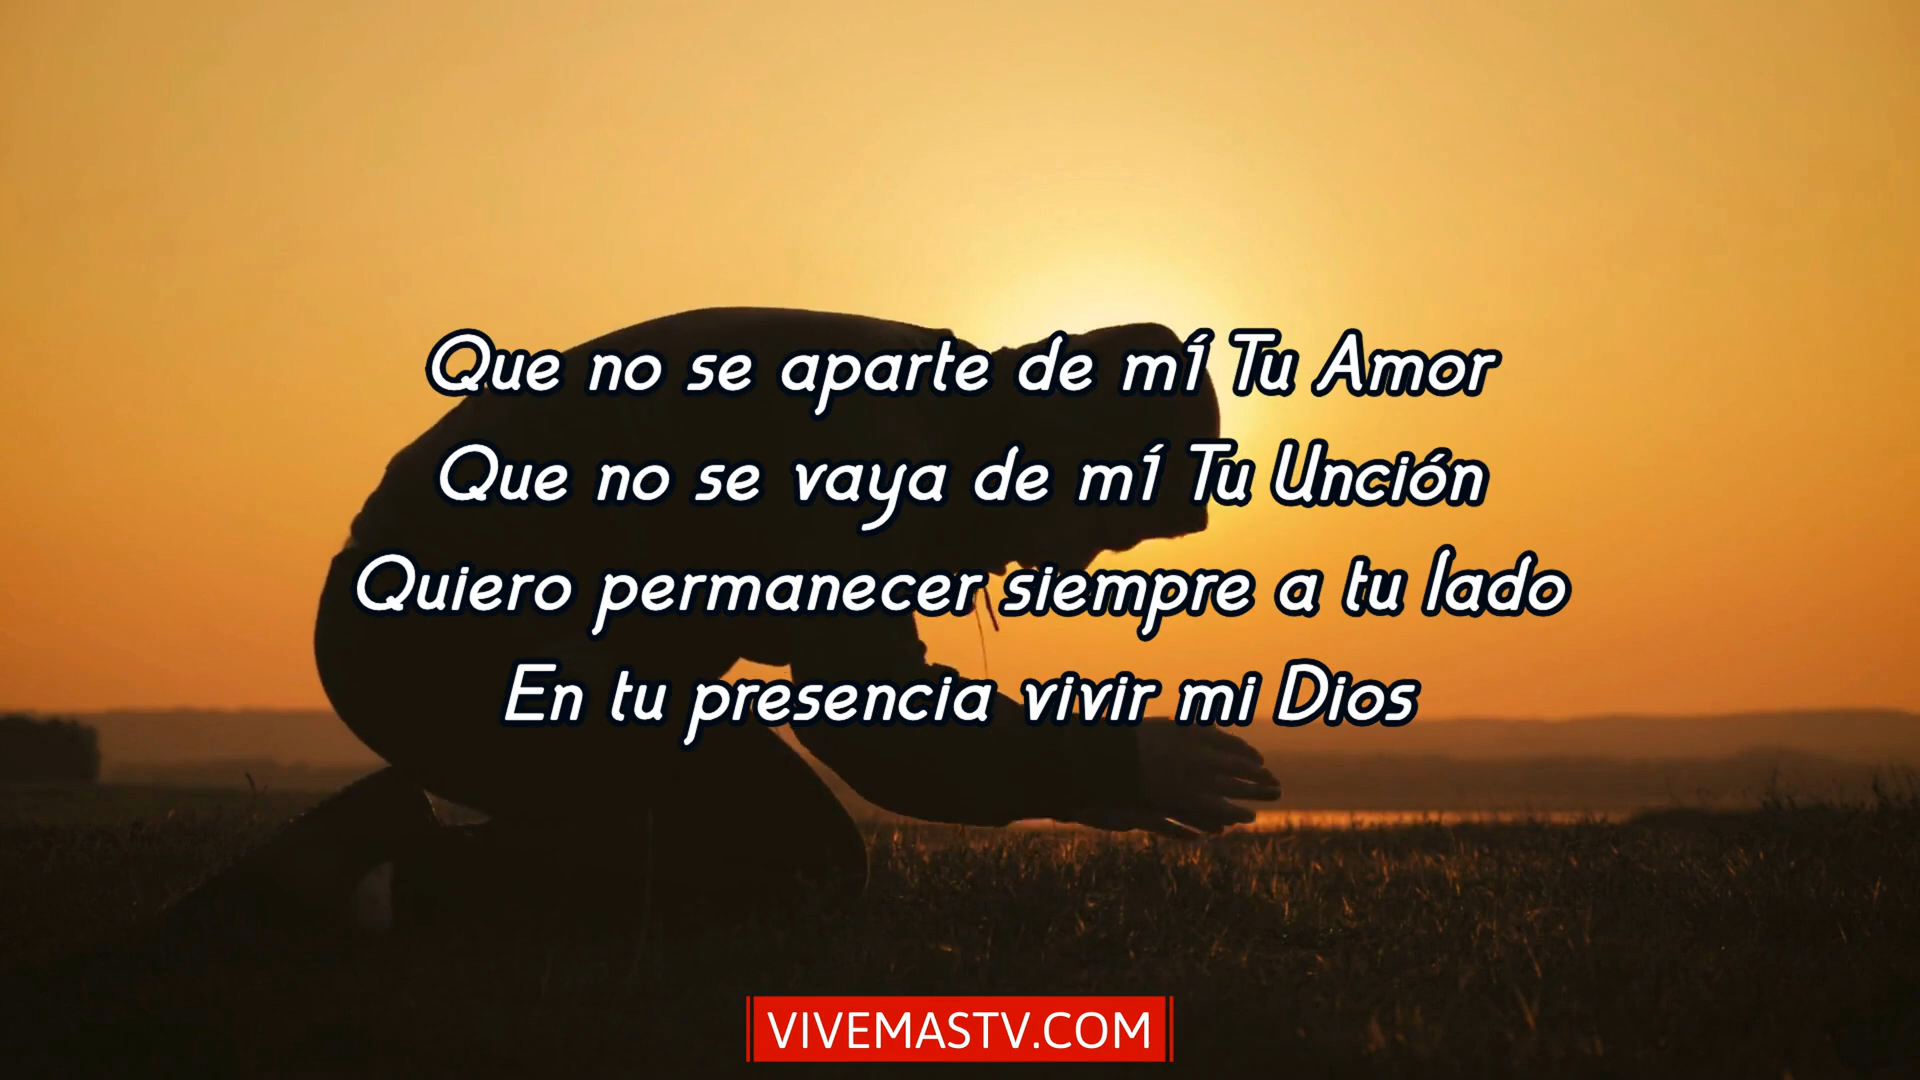 Que no se aparte de mí Tu Amor
Que no se vaya de mí Tu Unción
Quiero permanecer siempre a tu lado
En tu presencia vivir mi Dios
VIVEMASTV.COM